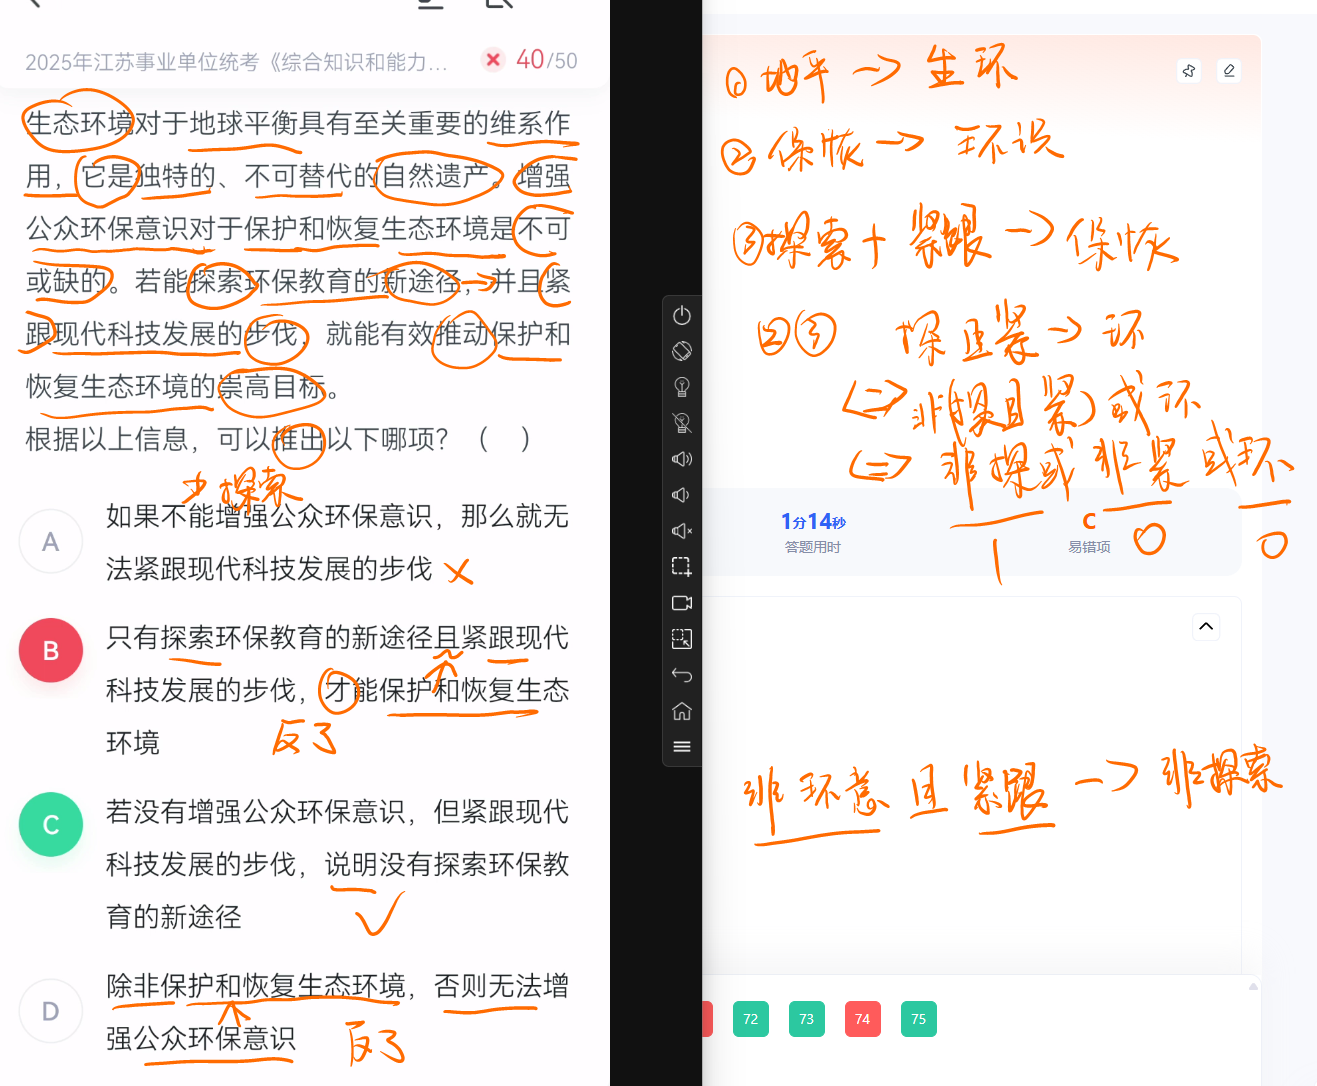 2025年江苏事业单位统考《综合知识和能力... 40/50
生态环境对于地球平衡具有至关重要的维系作
用，它是独特的、不可替代的自然遗产。增强
公众环保意识对于保护和恢复生态环境是不可
或缺的。若能探索环保教育的新途径，并且紧
跟现代科技发展的步伐，就能有效推动保护和
恢复生态环境的崇高目标。
根据以上信息，可以推出以下哪项？（ ）
少探索
A
如果不能增强公众环保意识，那么就无
法紧跟现代科技发展的步伐
B
只有探索环保教育的新途径且紧跟现代
科技发展的步伐，才能保护和恢复生态
环境
反了
C
若没有增强公众环保意识，但紧跟现代
科技发展的步伐，说明没有探索环保教
育的新途径
D
除非保护和恢复生态环境，否则无法增
强公众环保意识
反了
① 地平 → 生环
② 保恢 → 环识
③ 探索+紧跟 → 保恢
②③ 探且紧 → 环
<=> 非(探且紧)或环
<=> 非探或非紧或环
1 0 0
1分14秒
答题用时
C
易错项
非环意且紧跟 → 非探索
72 73 74 75